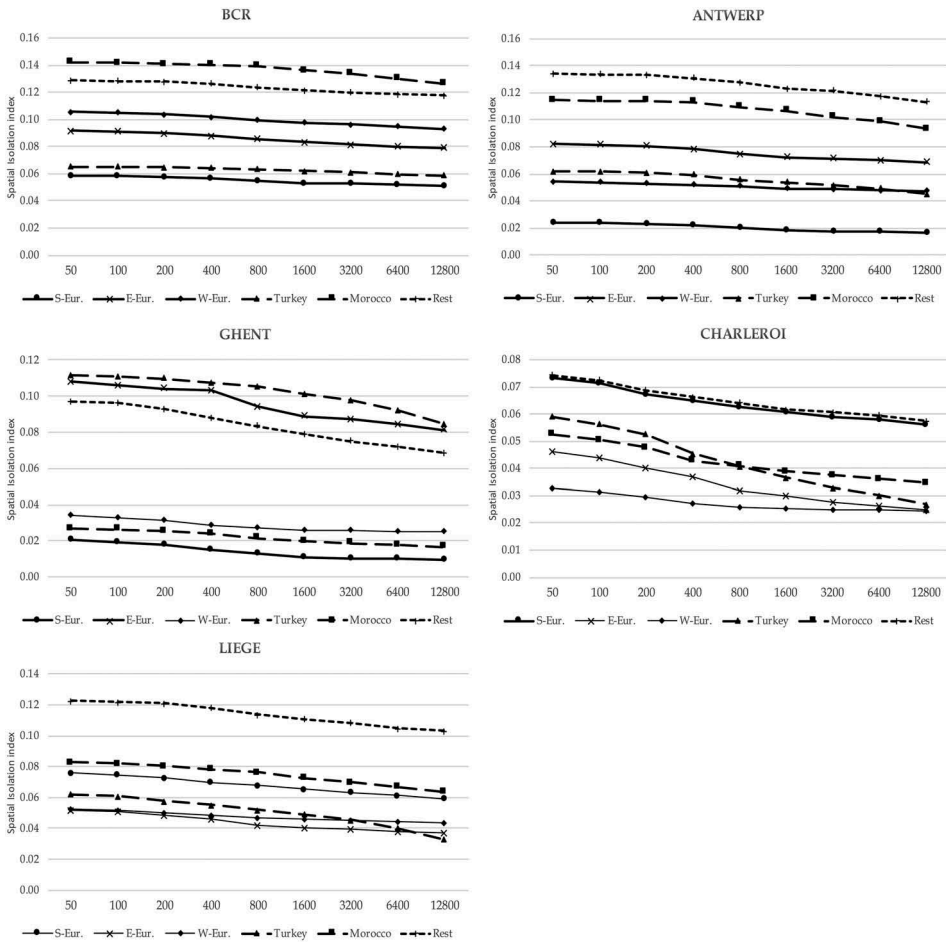 BCR
Spatial Isolation index
0.16
0.14
0.12
0.10
0.08
0.06
0.04
0.02
0.00
50 100 200 400 800 1600 3200 6400 12800
S-Eur. E-Eur. W-Eur. Turkey Morocco Rest
ANTWERP
Spatial Isolation index
0.16
0.14
0.12
0.10
0.08
0.06
0.04
0.02
0.00
50 100 200 400 800 1600 3200 6400 12800
S-Eur. E-Eur. W-Eur. Turkey Morocco Rest
GHENT
Spatial Isolation index
0.12
0.10
0.08
0.06
0.04
0.02
0.00
50 100 200 400 800 1600 3200 6400 12800
S-Eur. E-Eur. W-Eur. Turkey Morocco Rest
CHARLEROI
Spatial Isolation index
0.08
0.07
0.06
0.05
0.04
0.03
0.02
0.01
0.00
50 100 200 400 800 1600 3200 6400 12800
S-Eur. E-Eur. W-Eur. Turkey Morocco Rest
LIEGE
Spatial Isolation index
0.14
0.12
0.10
0.08
0.06
0.04
0.02
0.00
50 100 200 400 800 1600 3200 6400 12800
S-Eur. E-Eur. W-Eur. Turkey Morocco Rest